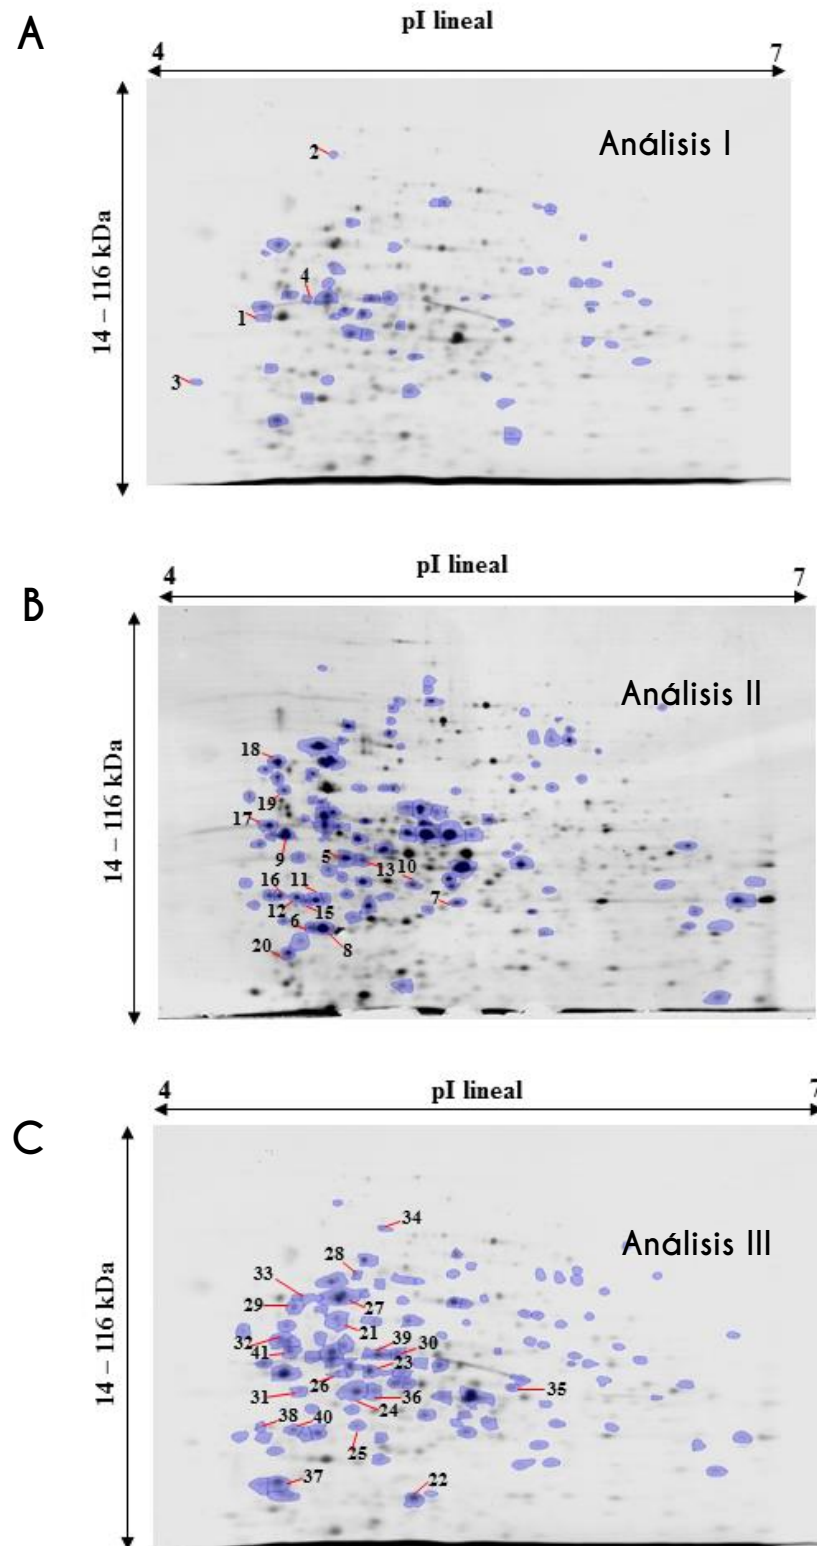 A
pI lineal
4 7
Análisis I
14 – 116 kDa
2
4
1
3
B
pI lineal
4 7
Análisis II
14 – 116 kDa
18
19
17
9 5 13 10
16 11
12 15 7
6 8
20
C
pI lineal
4 7
Análisis III
14 – 116 kDa
34
28
33
29 27
21
32 39 30
41 23
26 35
31 36
24
38 40
25
37 22